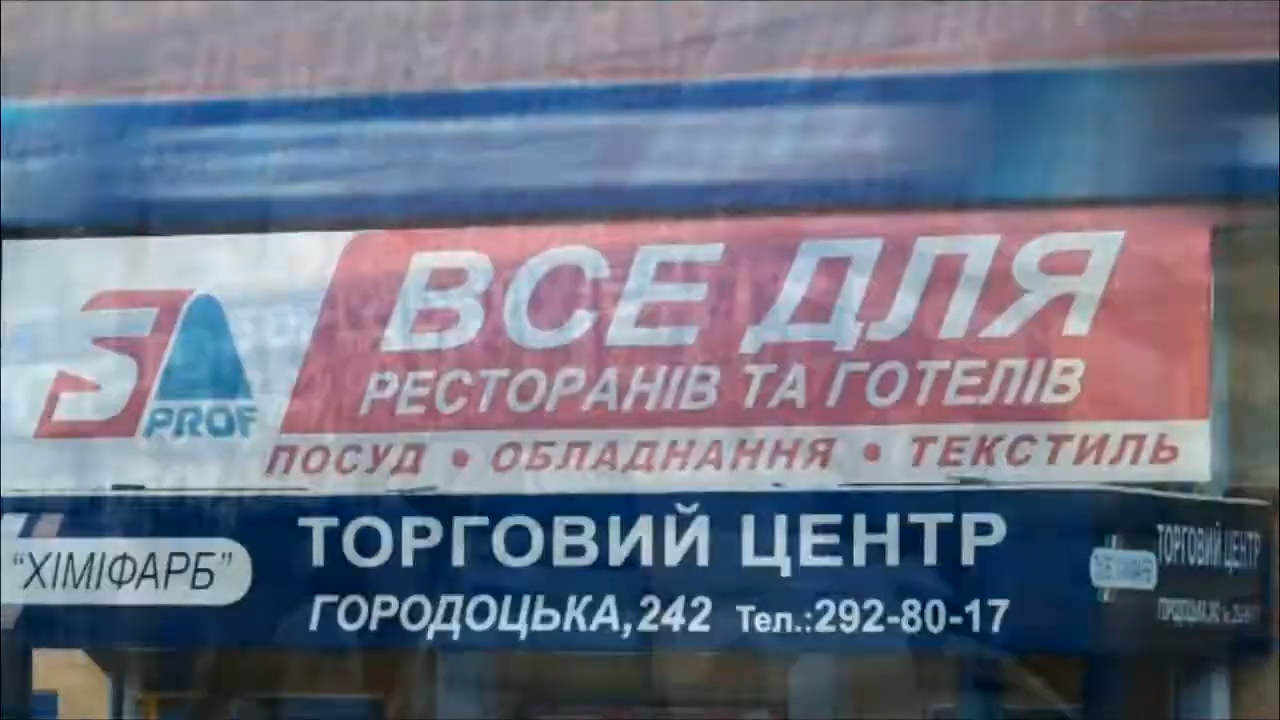 ВСЕ ДЛЯ
РЕСТОРАНІВ ТА ГОТЕЛІВ
SA PROF
ПОСУД • ОБЛАДНАННЯ • ТЕКСТИЛЬ
ТОРГОВИЙ ЦЕНТР
"ХІМІФАРБ"
ГОРОДОЦЬКА,242 Тел.:292-80-17
ТОРГОВИЙ ЦЕНТР